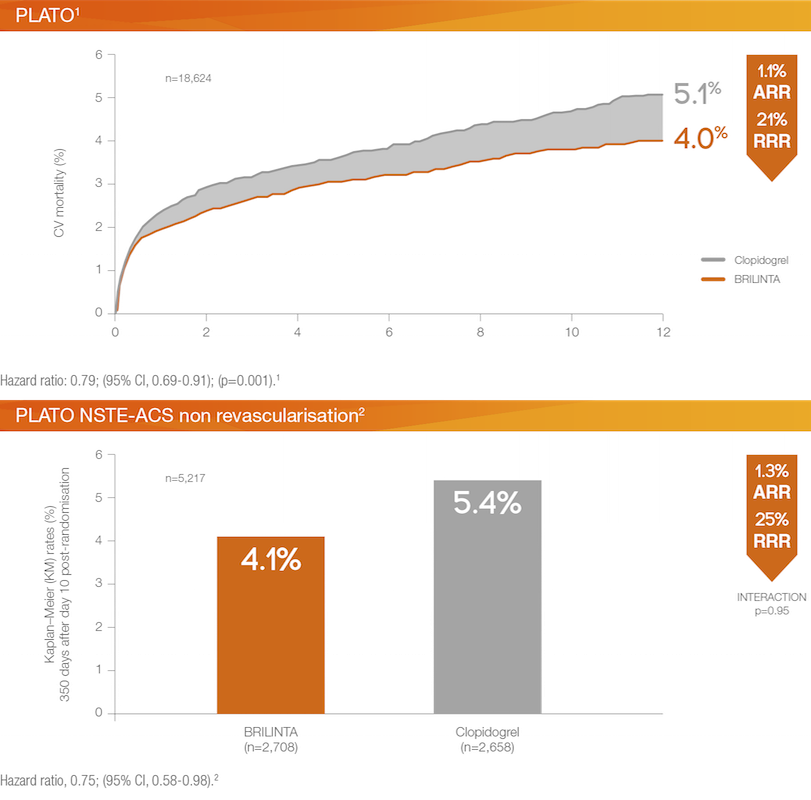 PLATO¹
6
5
4
3
2
1
0
CV mortality (%)
n=18,624
5.1%
4.0%
1.1%
ARR
21%
RRR
Clopidogrel
BRILINTA
0 2 4 6 8 10 12
Hazard ratio: 0.79; (95% CI, 0.69-0.91); (p=0.001).¹
PLATO NSTE-ACS non revascularisation²
6
5
4
3
2
1
0
Kaplan–Meier (KM) rates (%)
350 days after day 10 post-randomisation
n=5,217
4.1%
5.4%
1.3%
ARR
25%
RRR
INTERACTION
p=0.95
BRILINTA
(n=2,708)
Clopidogrel
(n=2,658)
Hazard ratio, 0.75; (95% CI, 0.58-0.98).²